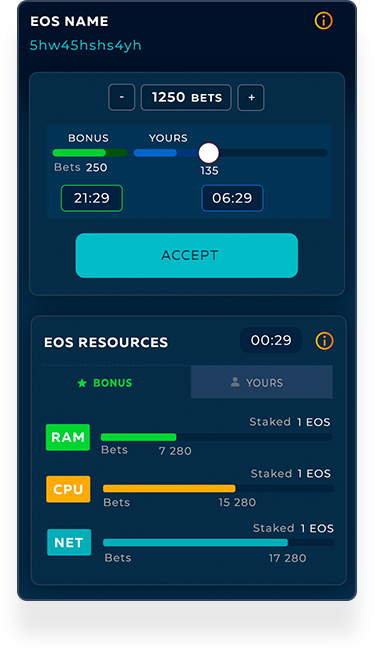 EOS NAME
5hw45hshs4yh
- 1250 BETS +
BONUS YOURS
Bets 250 135
21:29 06:29
ACCEPT
EOS RESOURCES 00:29
BONUS YOURS
Staked 1 EOS
RAM
Bets 7 280
Staked 1 EOS
CPU
Bets 15 280
Staked 1 EOS
NET
Bets 17 280